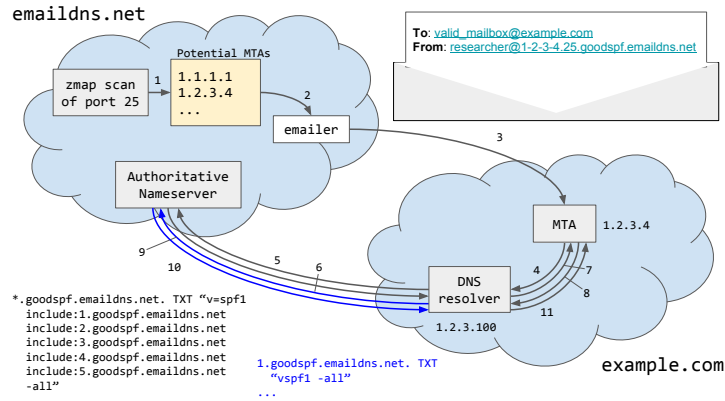 emaildns.net
Potential MTAs
zmap scan
of port 25
1
1.1.1.1
1.2.3.4
...
2
emailer
To: valid_mailbox@example.com
From: researcher@1-2-3-4.25.goodspf.emaildns.net
3
Authoritative
Nameserver
MTA
1.2.3.4
9
10
5
6
4
7
8
11
DNS
resolver
1.2.3.100
example.com
*.goodspf.emaildns.net. TXT “v=spf1
include:1.goodspf.emaildns.net
include:2.goodspf.emaildns.net
include:3.goodspf.emaildns.net
include:4.goodspf.emaildns.net
include:5.goodspf.emaildns.net
-all”
1.goodspf.emaildns.net. TXT
“vspf1 -all”
...